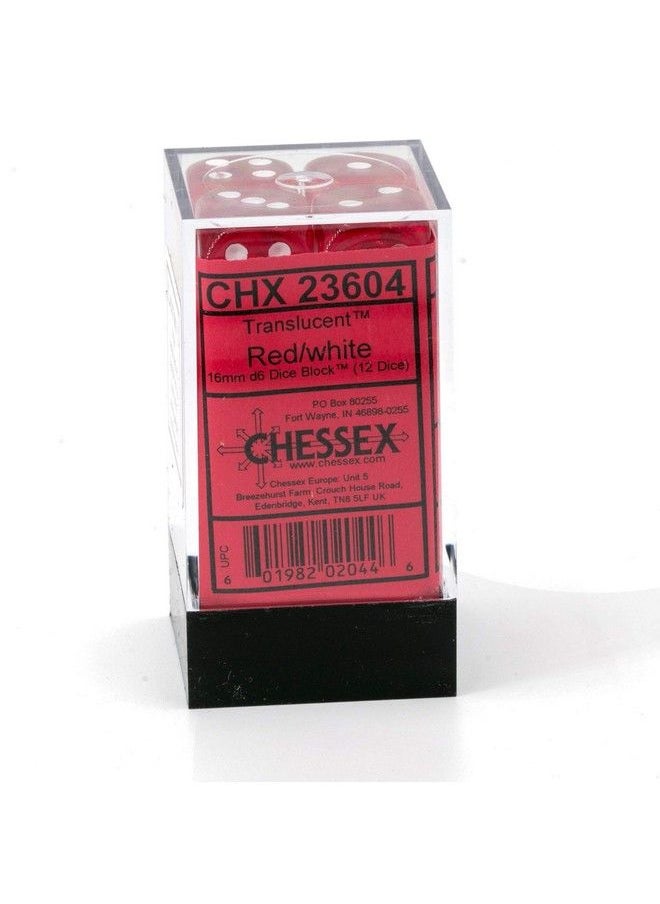 CHX 23604
Translucent™
Red/white
16mm d6 Dice Block™ (12 Dice)
PO Box 80255
Fort Wayne, IN 46898-0255
CHESSEX
www.chessex.com
Chessex Europe: Unit 5
Breezehurst Farm, Crouch House Road,
Edenbridge, Kent, TN8 5LF UK
UPC
6 01982 02044 6